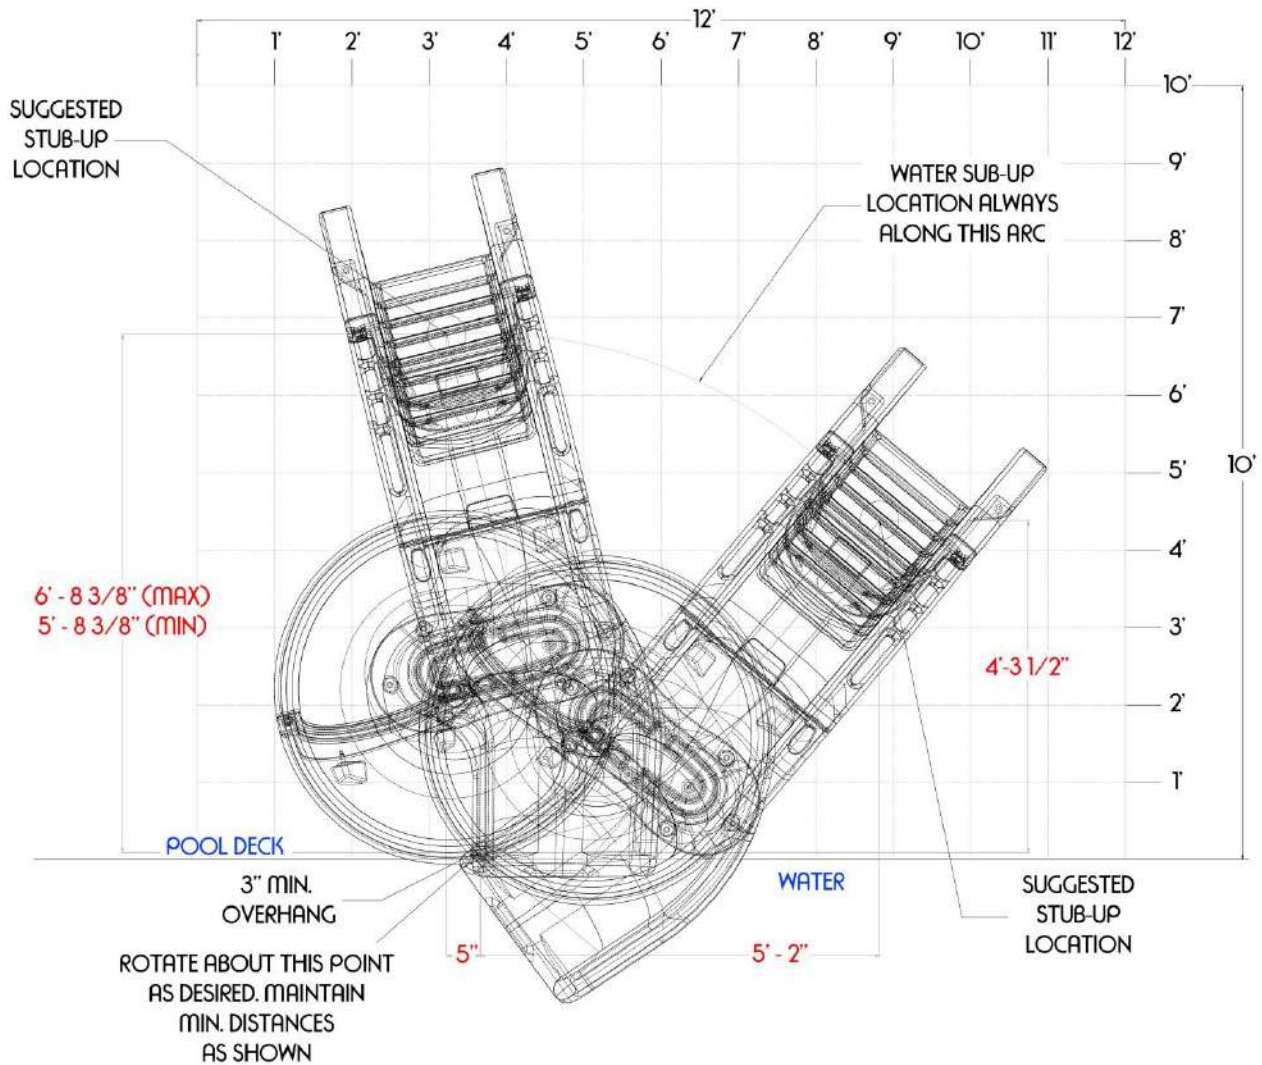 12'
1' 2' 3' 4' 5' 6' 7' 8' 9' 10' 11' 12'
10'
SUGGESTED
STUB-UP
LOCATION
9'
WATER SUB-UP
LOCATION ALWAYS
ALONG THIS ARC
8'
7'
6'
5'
10'
4'
6' - 8 3/8" (MAX)
5' - 8 3/8" (MIN)
3'
4'-3 1/2"
2'
1'
POOL DECK
3" MIN.
OVERHANG
WATER
SUGGESTED
STUB-UP
LOCATION
5"
5' - 2"
ROTATE ABOUT THIS POINT
AS DESIRED. MAINTAIN
MIN. DISTANCES
AS SHOWN